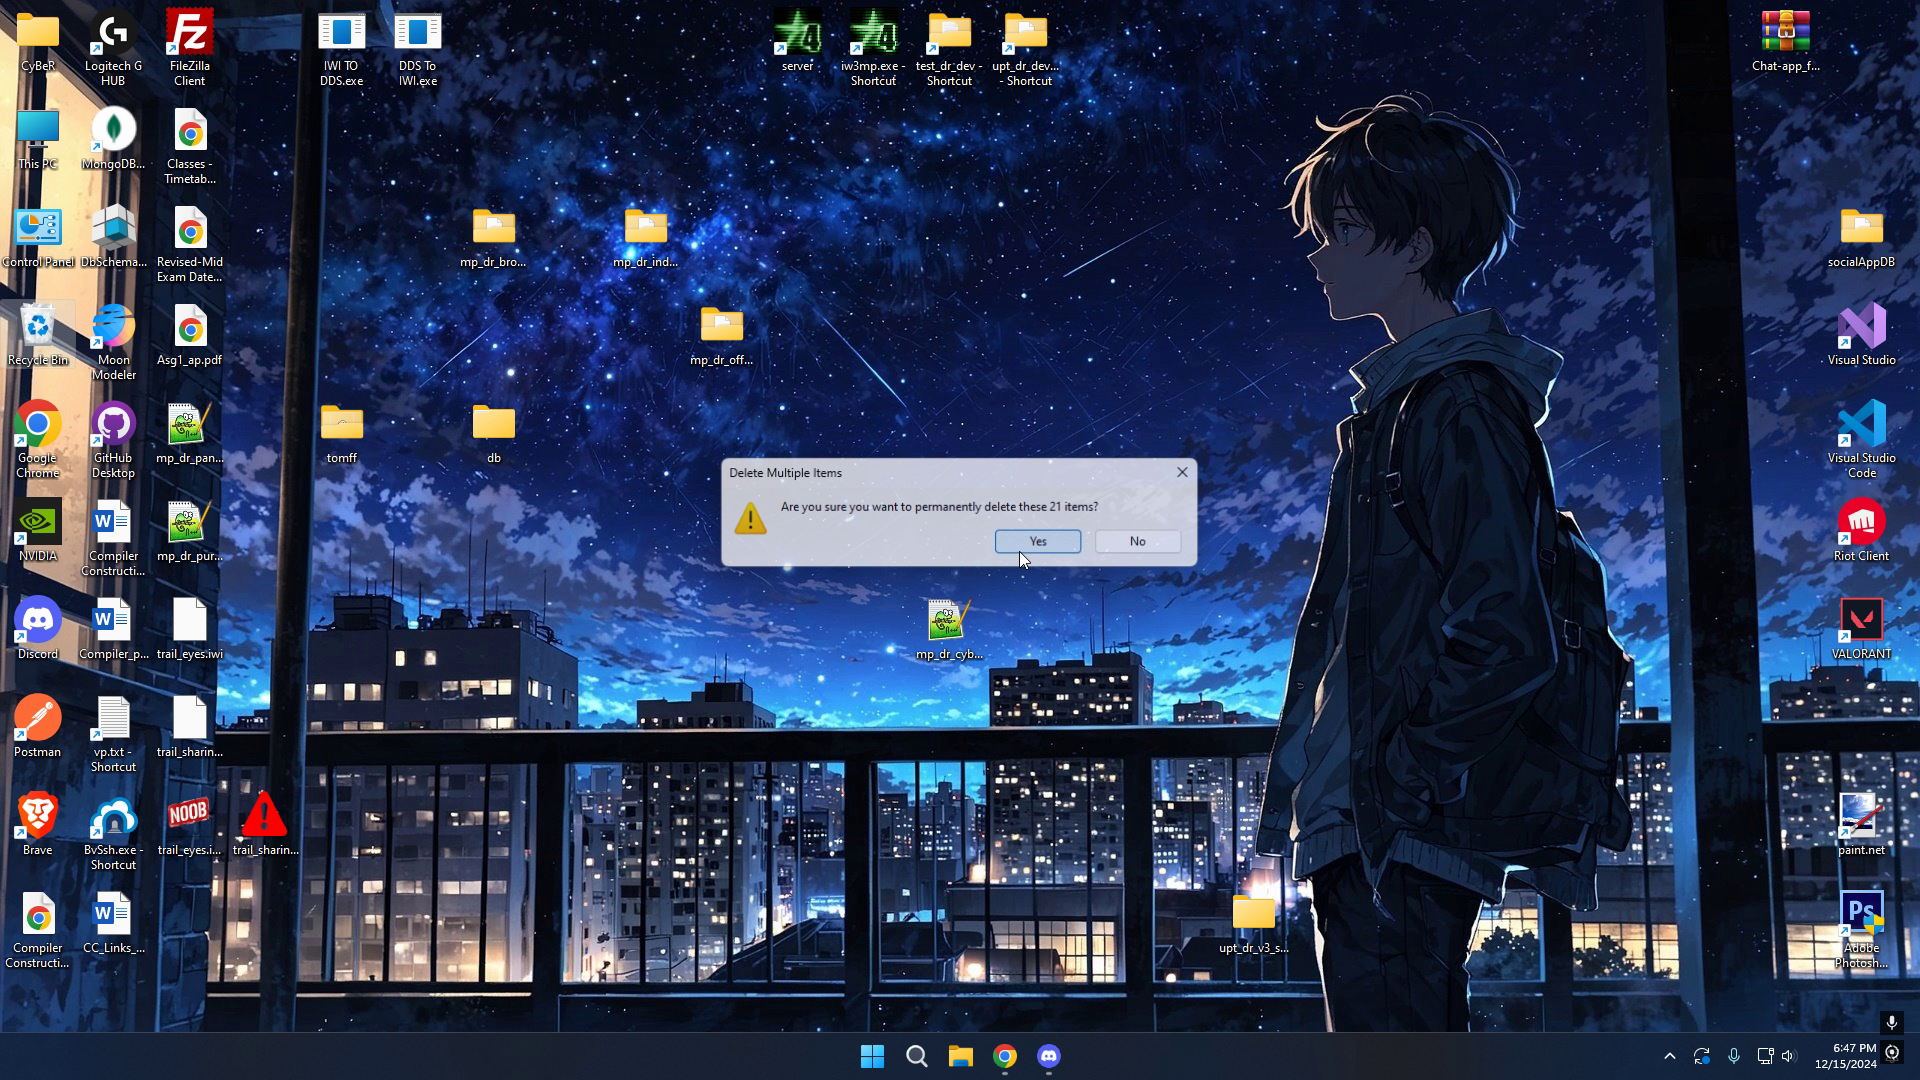 CyBeR
Logitech G
HUB
FileZilla
Client
IWI TO
DDS.exe
DDS To
IWI.exe
server
iw3mp.exe -
Shortcut
test_dr_dev -
Shortcut
upt_dr_dev...
- Shortcut
Chat-app_f...
This PC
MongoDB...
Classes -
Timetab...
Control Panel
DbSchema...
Revised-Mid
Exam Date...
mp_dr_bro...
mp_dr_ind...
socialAppDB
Recycle Bin
Moon
Modeler
Asg1_ap.pdf
mp_dr_off...
Visual Studio
Google
Chrome
GitHub
Desktop
mp_dr_pan...
tomff
db
Visual Studio
Code
Delete Multiple Items
Are you sure you want to permanently delete these 21 items?
Yes
No
NVIDIA
Compiler
Constructi...
mp_dr_pur...
Riot Client
Discord
Compiler_p...
trail_eyes.iwi
mp_dr_cyb...
VALORANT
Postman
vp.txt -
Shortcut
trail_sharin...
NOOB
Brave
BvSsh.exe -
Shortcut
trail_eyes.i...
trail_sharin...
paint.net
Compiler
Constructi...
CC_Links_...
upt_dr_v3_s...
Ps
Adobe
Photosh...
6:47 PM
12/15/2024